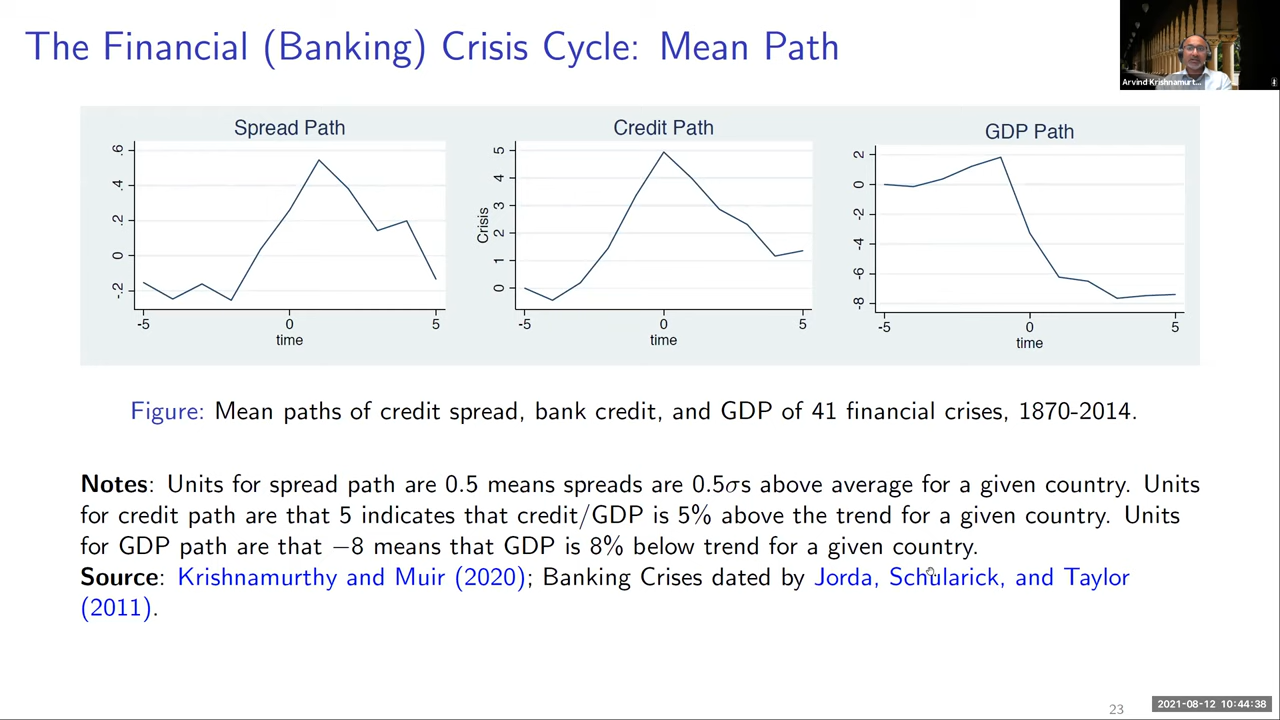 The Financial (Banking) Crisis Cycle: Mean Path
Arvind Krishnamurt...
Spread Path
.6
.4
.2
0
-.2
-5
0
5
time
Credit Path
Crisis
5
4
3
2
1
0
-5
0
5
time
GDP Path
2
0
-2
-4
-6
-8
-5
0
5
time
Figure: Mean paths of credit spread, bank credit, and GDP of 41 financial crises, 1870-2014.
Notes: Units for spread path are 0.5 means spreads are 0.5σs above average for a given country. Units
for credit path are that 5 indicates that credit/GDP is 5% above the trend for a given country. Units
for GDP path are that −8 means that GDP is 8% below trend for a given country.
Source: Krishnamurthy and Muir (2020); Banking Crises dated by Jorda, Schularick, and Taylor
(2011).
23
2021-08-12 10:44:38